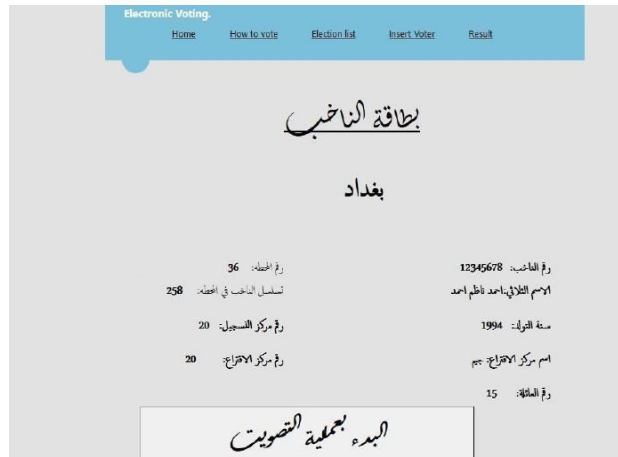 Electronic Voting.
Home How to vote Election list Insert Voter Result
بطاقة الناخب
بغداد
رقم الناخب: 12345678
رقم المحطة: 36
الاسم الثلاثي:احمد ناظم احمد
تسلسل الناخب في المحطة: 258
سنة التولد: 1994
رقم مركز التسجيل: 20
اسم مركز الاقتراع: جيم
رقم مركز الاقتراع: 20
رقم العائلة: 15
البدء بعملية التصويت